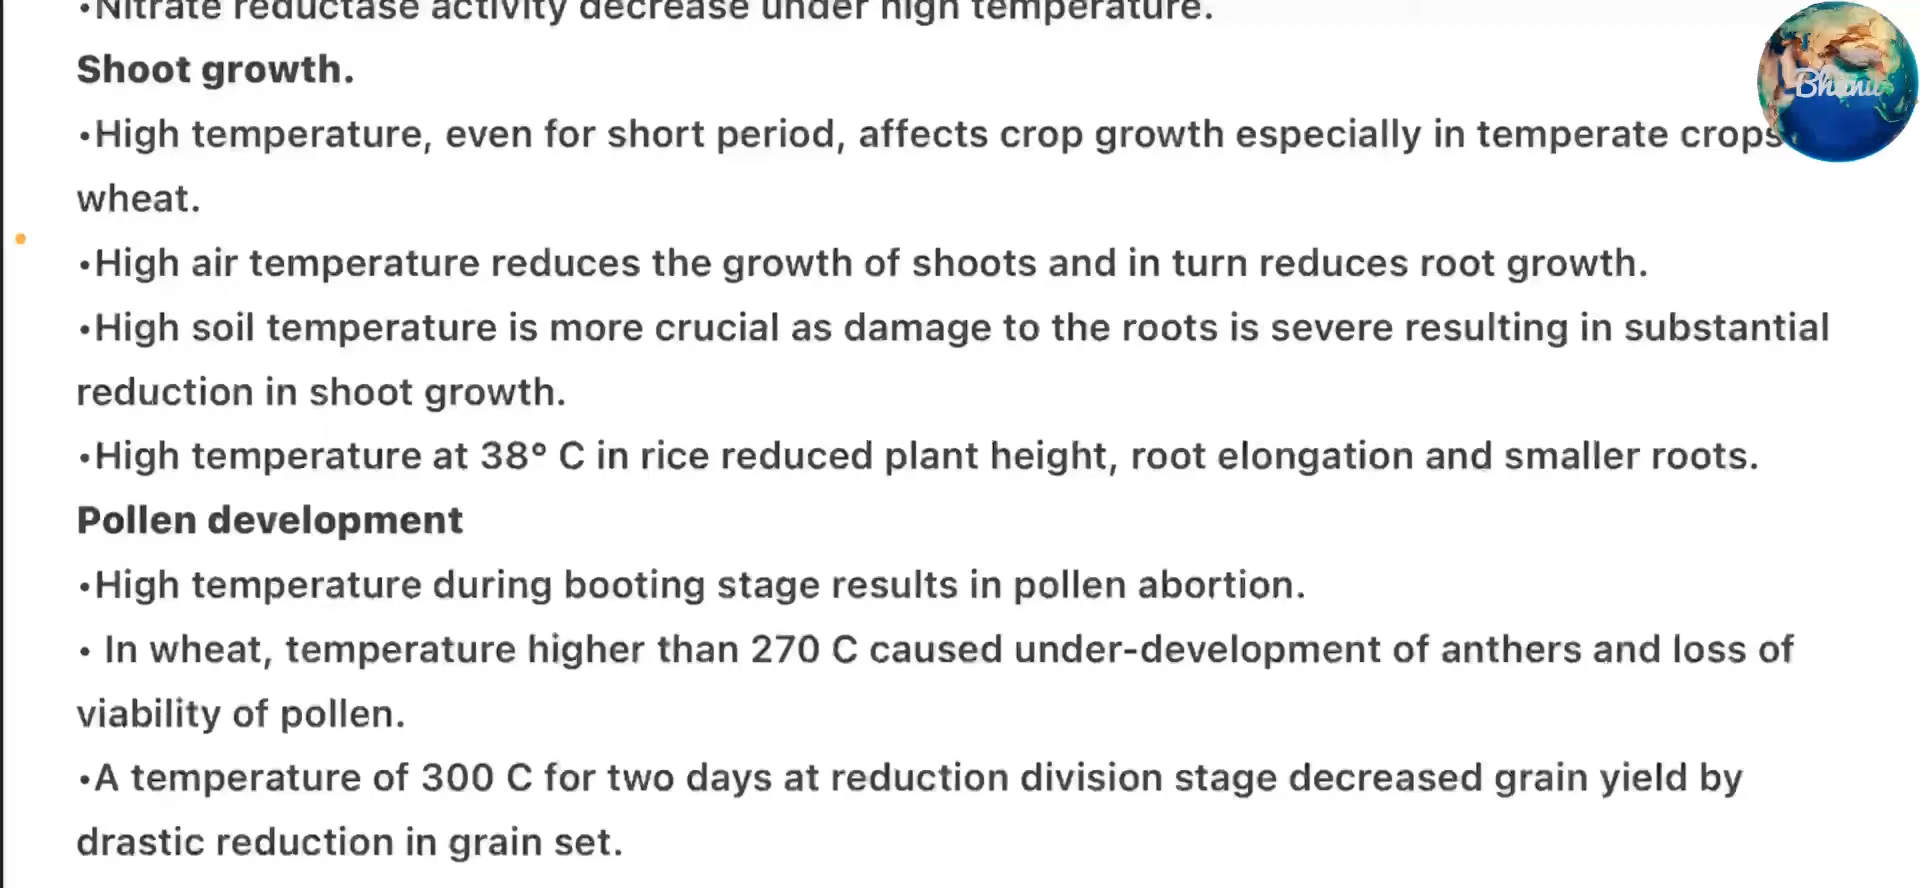 •Nitrate reductase activity decrease under high temperature.
Shoot growth.
•High temperature, even for short period, affects crop growth especially in temperate crops
wheat.
•High air temperature reduces the growth of shoots and in turn reduces root growth.
•High soil temperature is more crucial as damage to the roots is severe resulting in substantial
reduction in shoot growth.
•High temperature at 38° C in rice reduced plant height, root elongation and smaller roots.
Pollen development
•High temperature during booting stage results in pollen abortion.
• In wheat, temperature higher than 270 C caused under-development of anthers and loss of
viability of pollen.
•A temperature of 300 C for two days at reduction division stage decreased grain yield by
drastic reduction in grain set.